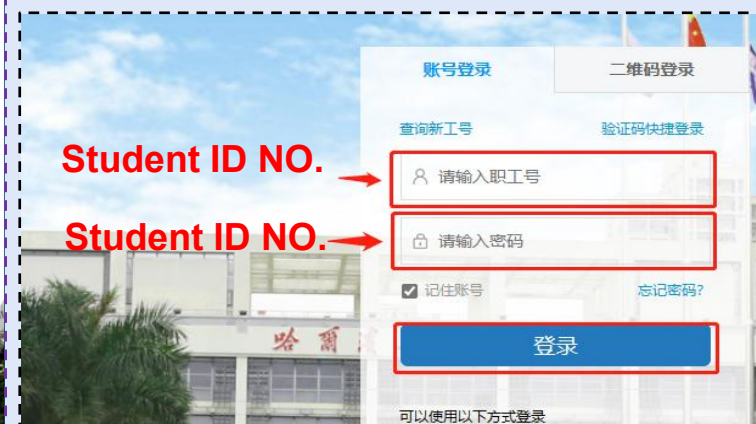 账号登录 二维码登录
查询新工号 验证码快捷登录
Student ID NO.
请输入职工号
Student ID NO.
请输入密码
记住账号 忘记密码?
哈爾
登录
可以使用以下方式登录